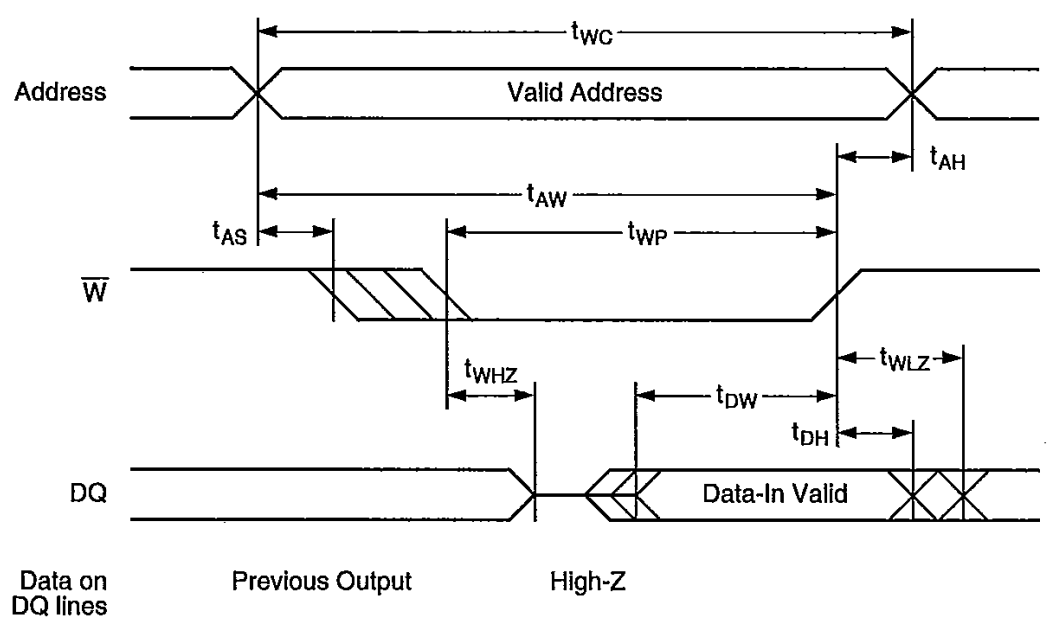 tWC
Address
Valid Address
tAH
tAW
tAS
tWP
W̅
tWHZ
tWLZ
tDW
tDH
DQ
Data-In Valid
Data on
DQ lines
Previous Output
High-Z